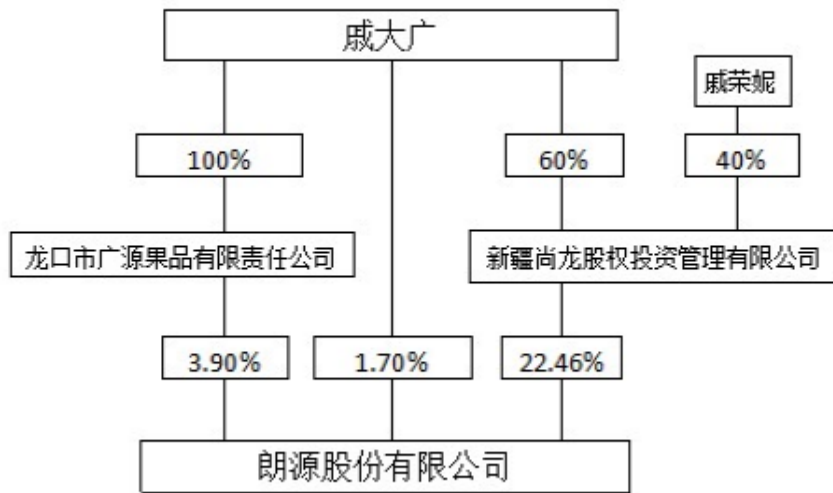 戚大广
戚荣妮
100%
60%
40%
龙口市广源果品有限责任公司
新疆尚龙股权投资管理有限公司
3.90%
1.70%
22.46%
朗源股份有限公司